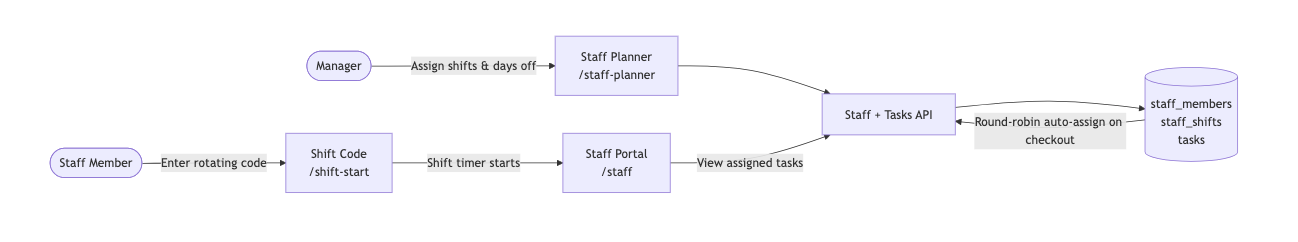 Manager
Assign shifts & days off
Staff Planner
/staff-planner
Staff + Tasks API
staff_members
staff_shifts
tasks
Round-robin auto-assign on
checkout
Staff Member
Enter rotating code
Shift Code
/shift-start
Shift timer starts
Staff Portal
/staff
View assigned tasks